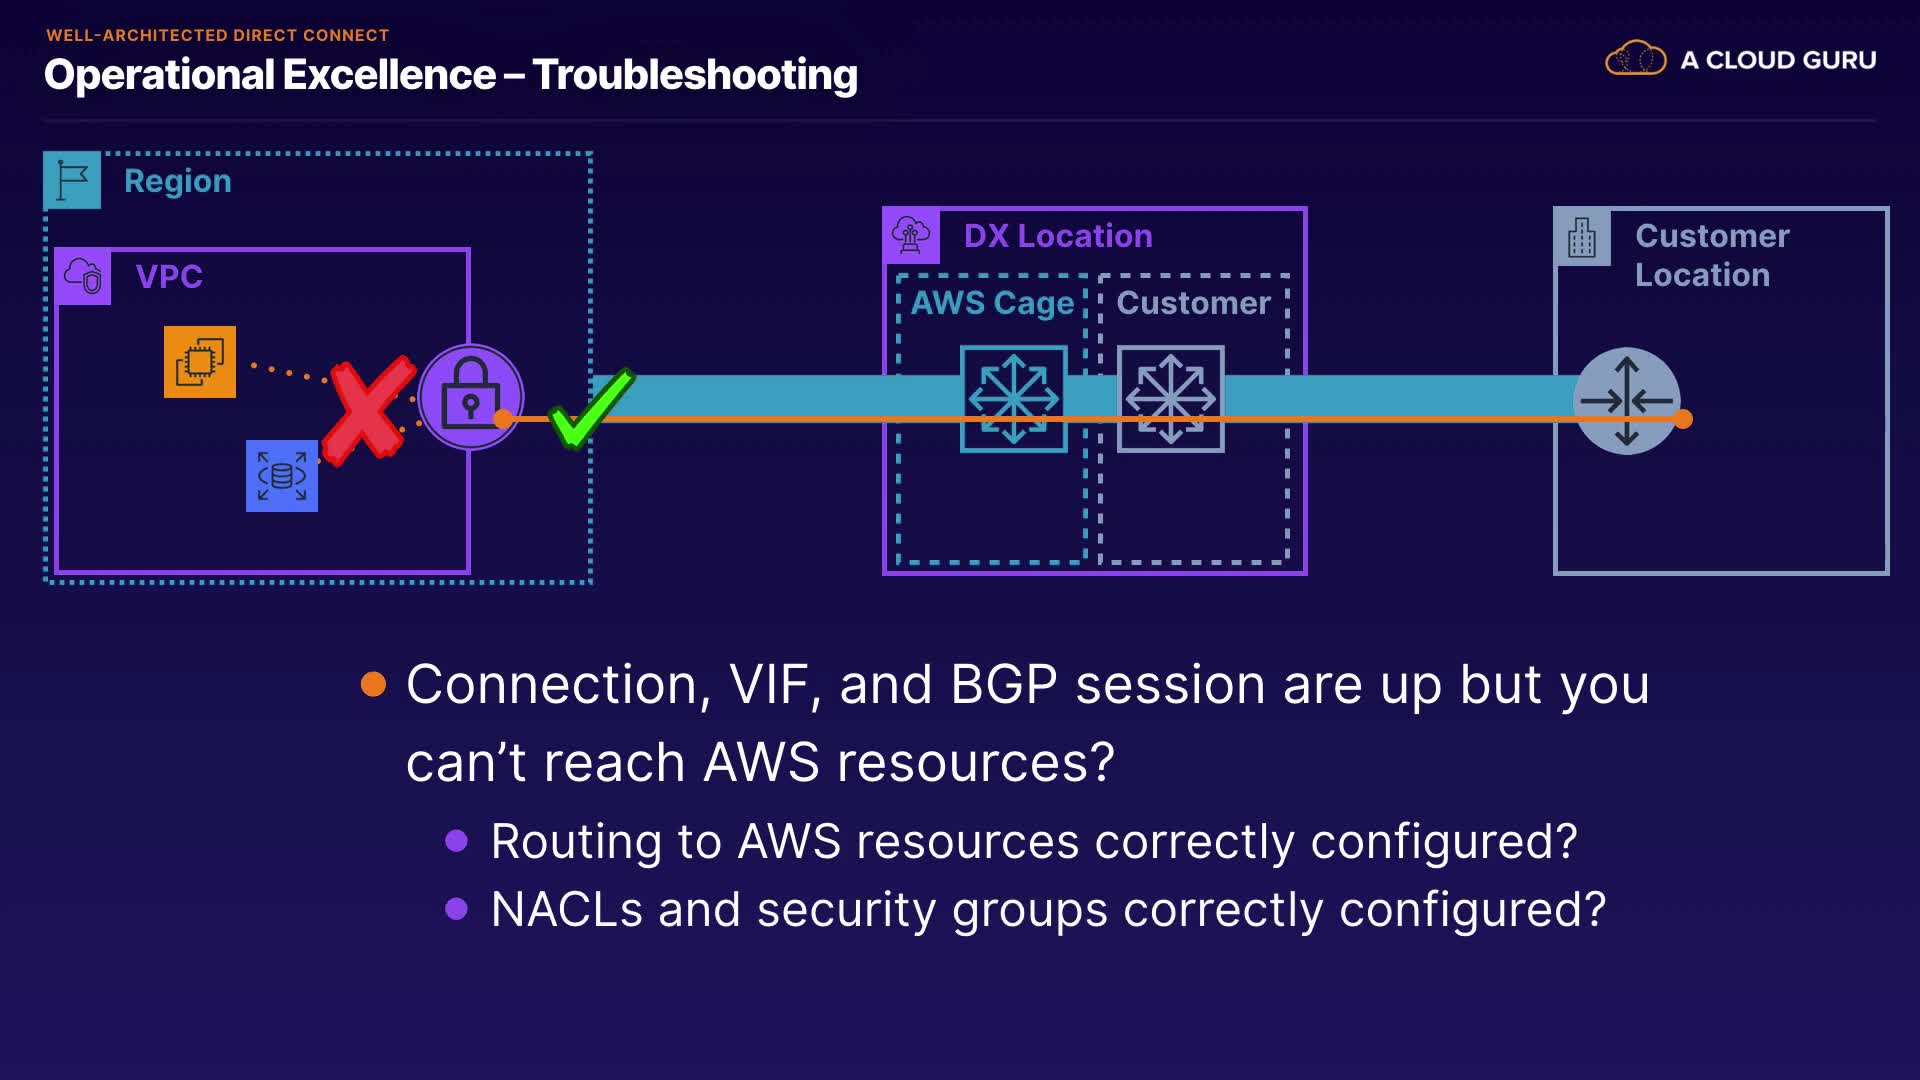 WELL-ARCHITECTED DIRECT CONNECT
Operational Excellence – Troubleshooting
A CLOUD GURU
Region
VPC
DX Location
AWS Cage
Customer
Customer
Location
Connection, VIF, and BGP session are up but you
can’t reach AWS resources?
Routing to AWS resources correctly configured?
NACLs and security groups correctly configured?